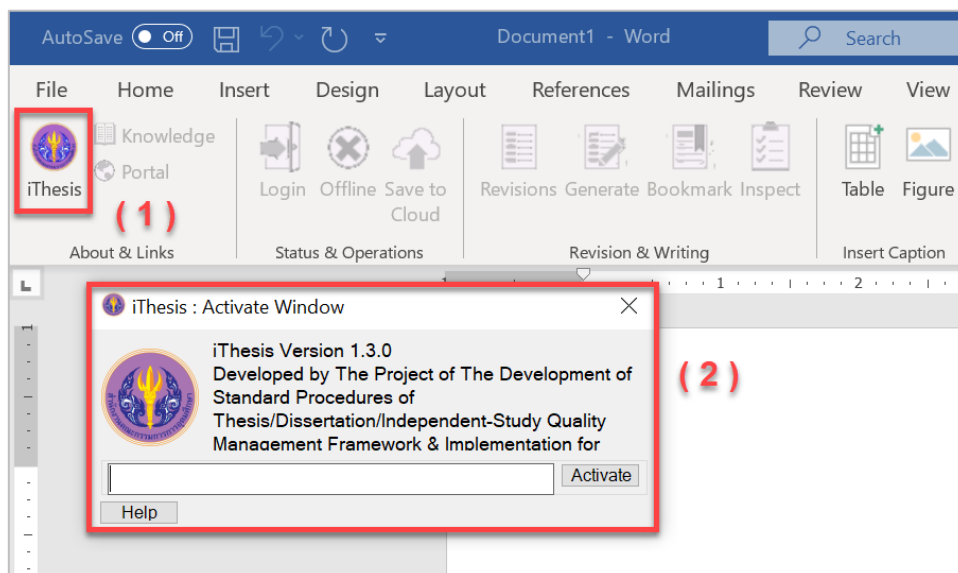 AutoSave Off Document1 - Word Search
File Home Insert Design Layout References Mailings Review View
iThesis
Knowledge
Portal
( 1 )
About & Links
Login Offline Save to
Cloud
Status & Operations
Revisions Generate Bookmark Inspect
Revision & Writing
Table Figure
Insert Caption
L
1 2
1
iThesis : Activate Window
iThesis Version 1.3.0
Developed by The Project of The Development of
Standard Procedures of
Thesis/Dissertation/Independent-Study Quality
Management Framework & Implementation for
Activate
Help
( 2 )